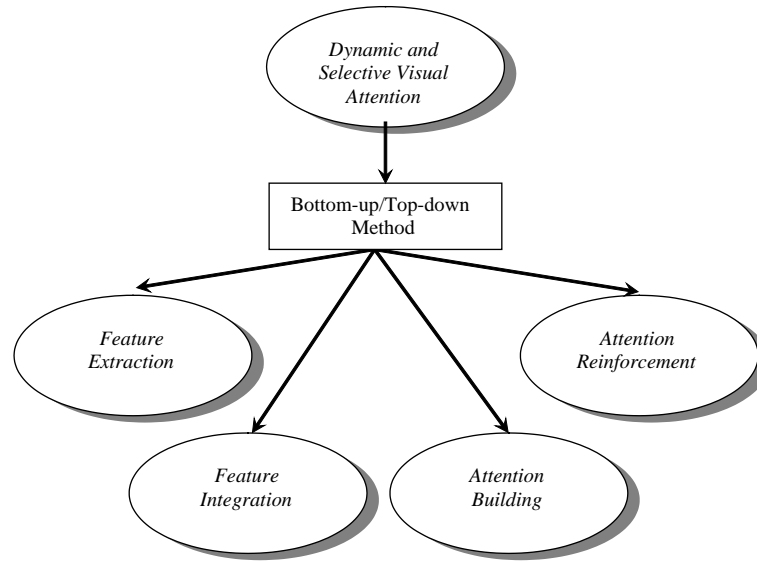 Dynamic and
Selective Visual
Attention
Bottom-up/Top-down
Method
Feature
Extraction
Attention
Reinforcement
Feature
Integration
Attention
Building